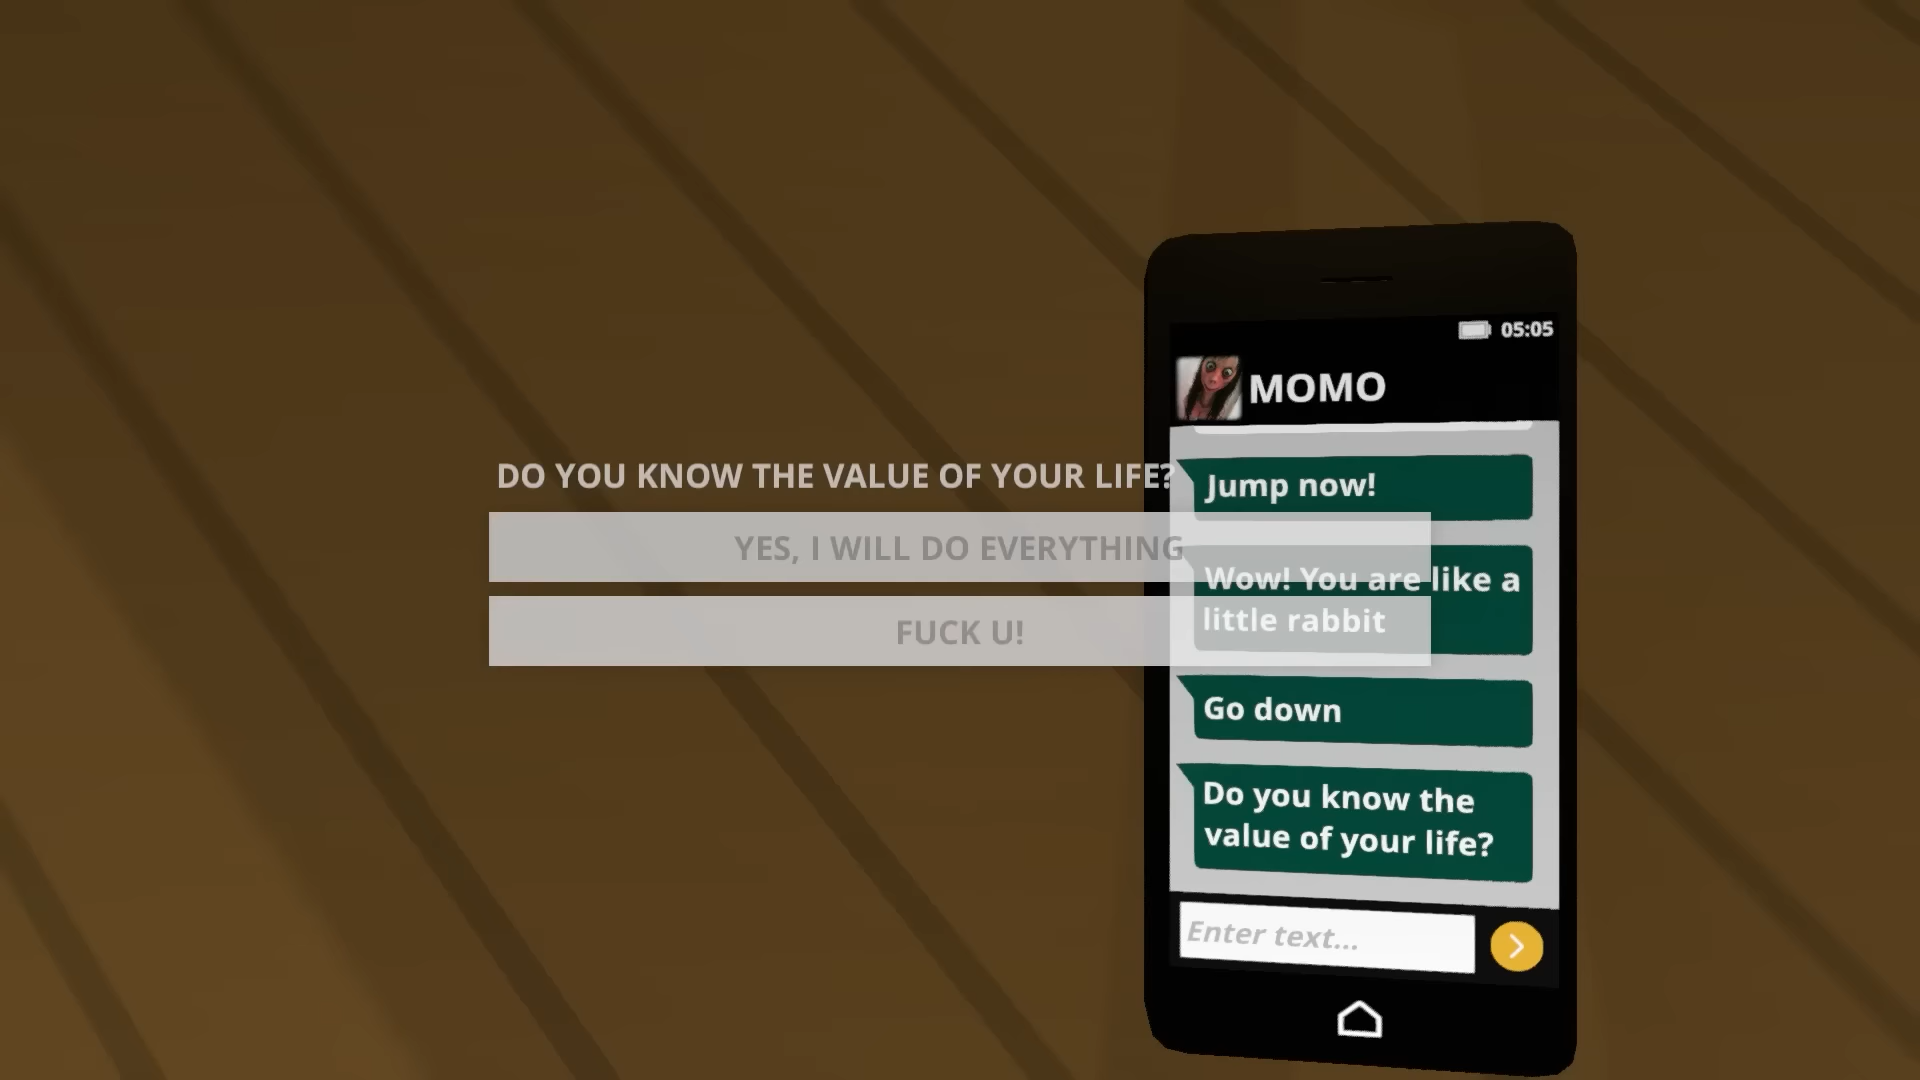 05:05
MOMO
DO YOU KNOW THE VALUE OF YOUR LIFE?
YES, I WILL DO EVERYTHING
FUCK U!
Jump now!
Wow! You are like a
little rabbit
Go down
Do you know the
value of your life?
Enter text...